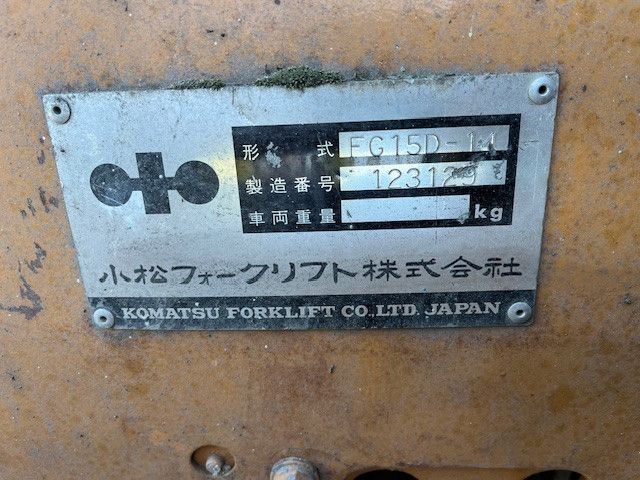 形 式 FG15D-14
製造番号 123129
車両重量 kg
小松フォークリフト株式会社
KOMATSU FORKLIFT CO.,LTD. JAPAN